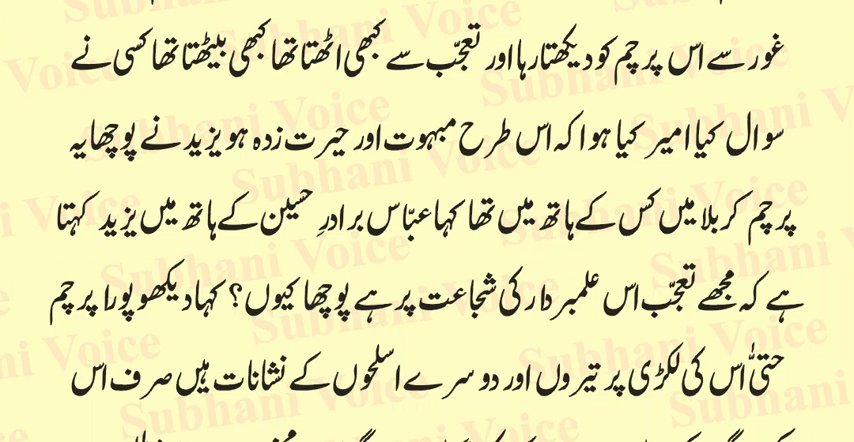 غور سے اس پرچم کو دیکھتا رہا اور تعجّب سے کبھی اٹھتا تھا کبھی بیٹھتا تھا کسی نے
سوال کیا امیر کیا ہوا کہ اس طرح مبہوت اور حیرت زدہ ہو یزید نے پوچھا یہ
پرچم کربلا میں کس کے ہاتھ میں تھا کہا عبّاس برادرِ حسین کے ہاتھ میں یزید کہتا
ہے کہ مجھے تعجّب اس علمبردار کی شجاعت پر ہے پوچھا کیوں؟ کہا دیکھو پورا پرچم
حتیٰ اس کی لکڑی پر تیروں اور دوسرے اسلحوں کے نشانات ہیں صرف اس